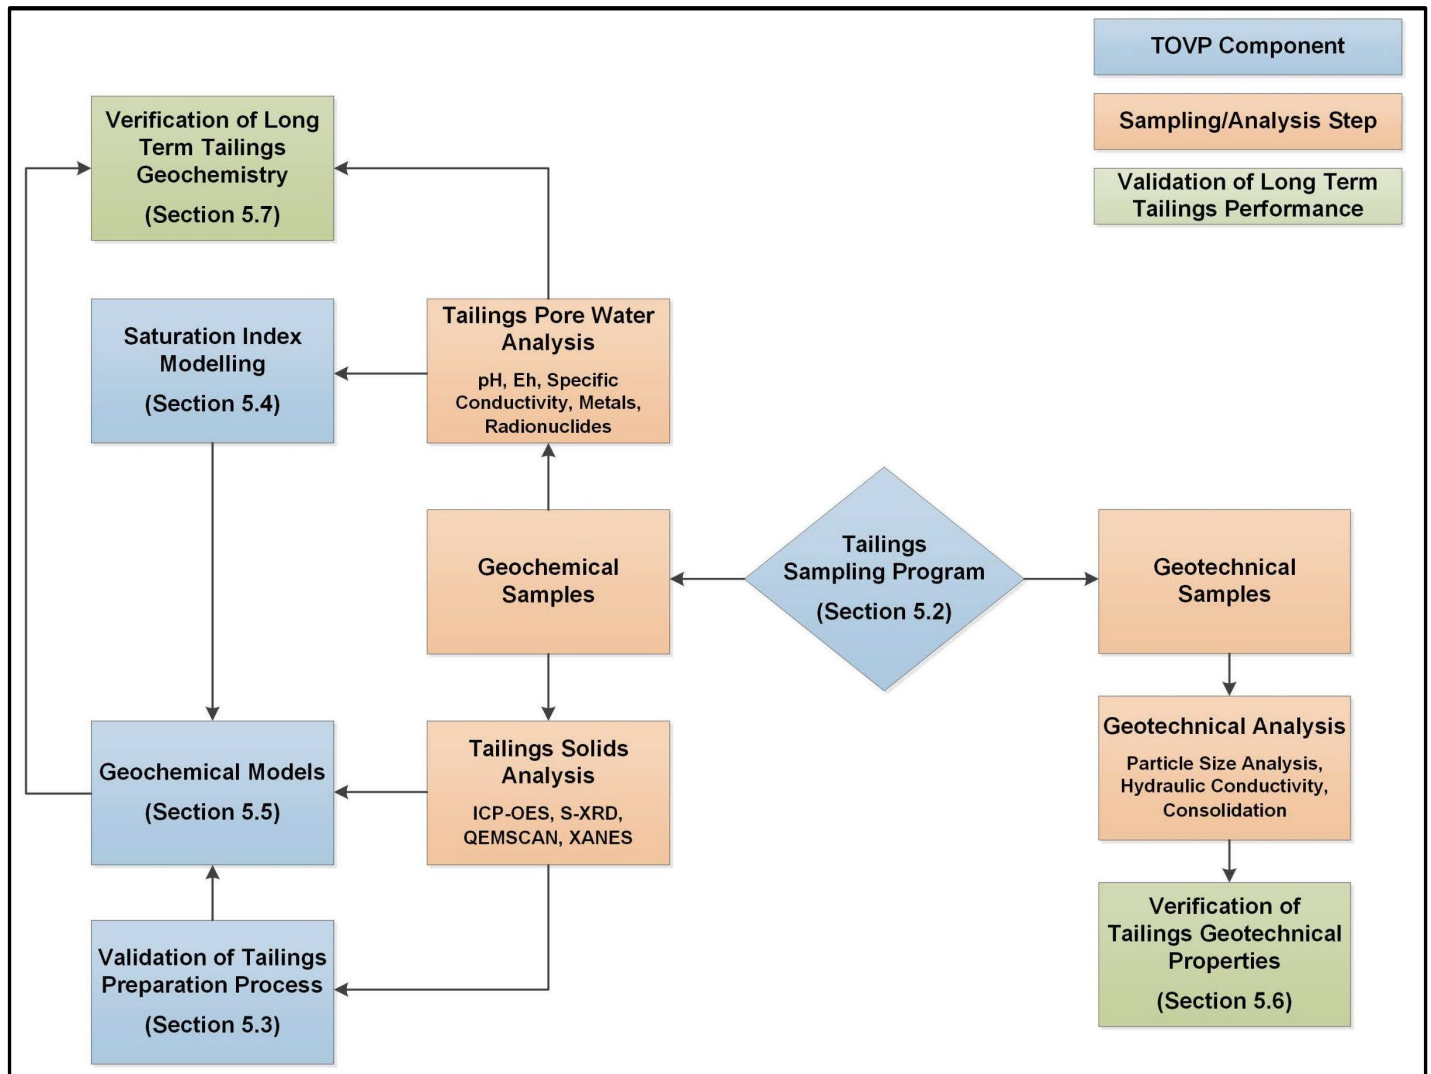 TOVP Component
Sampling/Analysis Step
Validation of Long Term
Tailings Performance
Verification of Long
Term Tailings
Geochemistry
(Section 5.7)
Saturation Index
Modelling
(Section 5.4)
Tailings Pore Water
Analysis
pH, Eh, Specific
Conductivity, Metals,
Radionuclides
Geochemical
Samples
Tailings
Sampling Program
(Section 5.2)
Geotechnical
Samples
Geochemical Models
(Section 5.5)
Tailings Solids
Analysis
ICP-OES, S-XRD,
QEMSCAN, XANES
Geotechnical Analysis
Particle Size Analysis,
Hydraulic Conductivity,
Consolidation
Validation of Tailings
Preparation Process
(Section 5.3)
Verification of
Tailings Geotechnical
Properties
(Section 5.6)